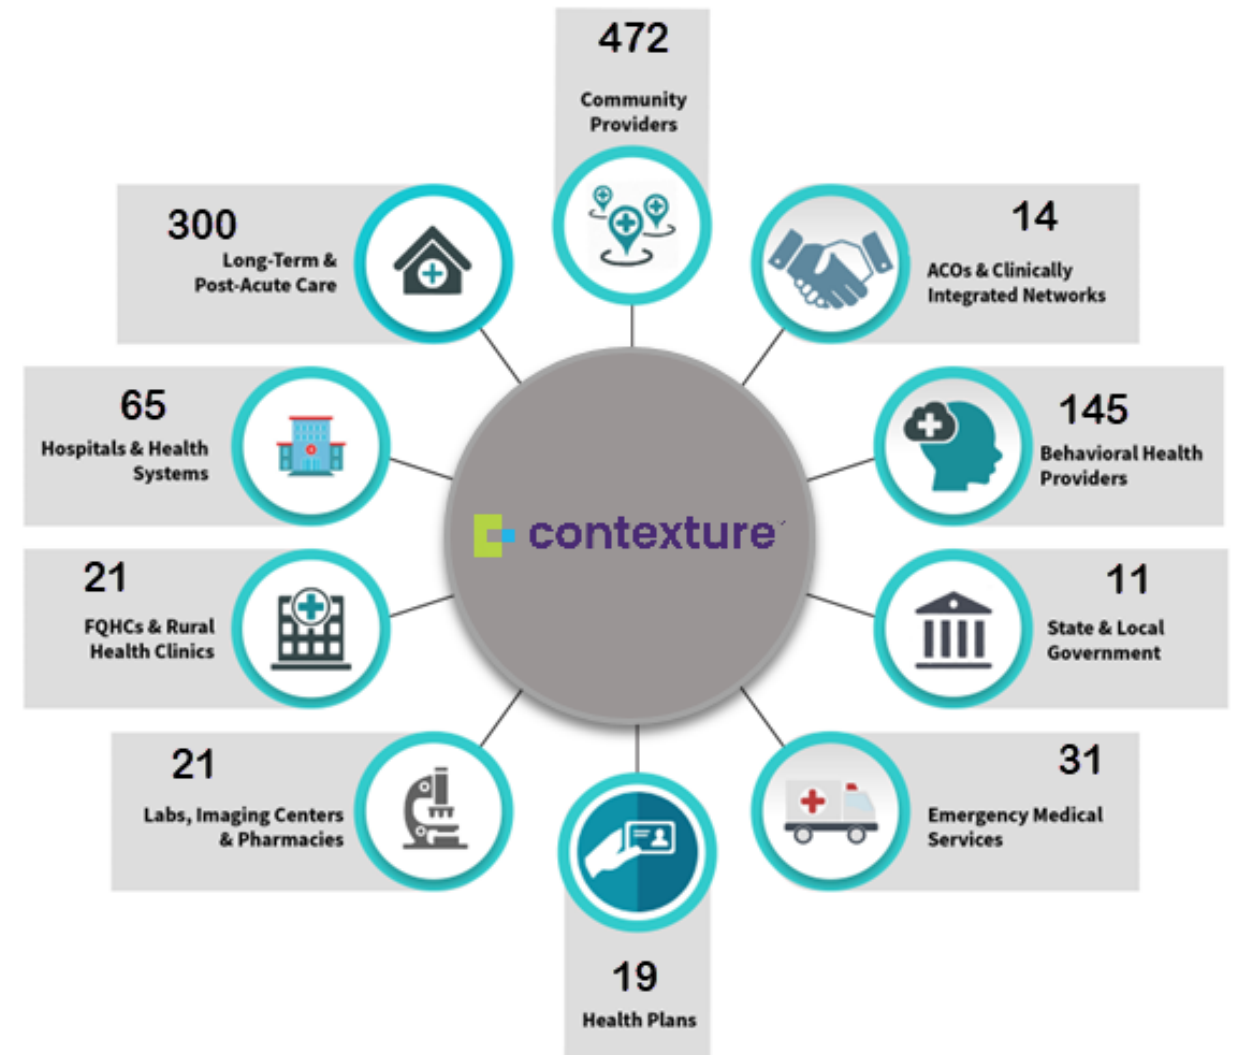 472
Community
Providers
300
Long-Term &
Post-Acute Care
14
ACOs & Clinically
Integrated Networks
65
Hospitals & Health
Systems
145
Behavioral Health
Providers
contexture
21
FQHCs & Rural
Health Clinics
11
State & Local
Government
21
Labs, Imaging Centers
& Pharmacies
31
Emergency Medical
Services
19
Health Plans